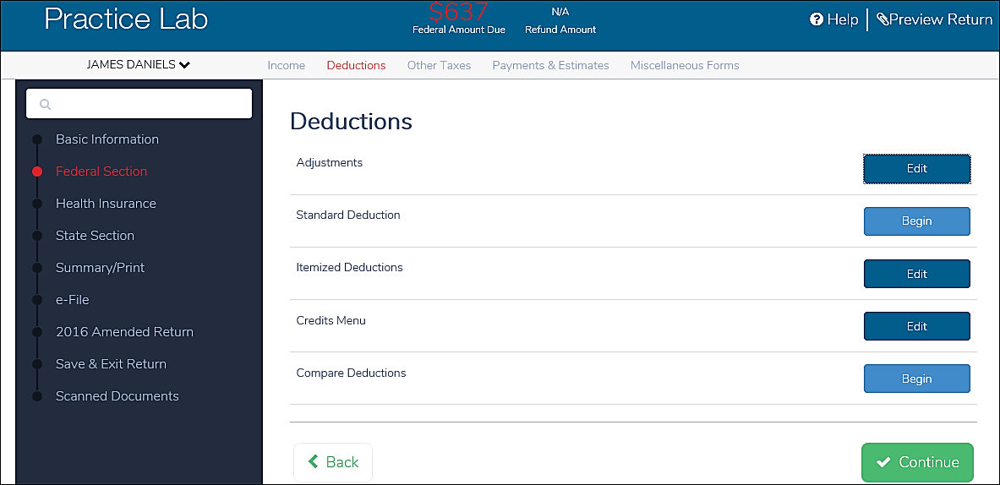 Practice Lab
$637
Federal Amount Due
N/A
Refund Amount
Help
Preview Return
JAMES DANIELS
Income
Deductions
Other Taxes
Payments & Estimates
Miscellaneous Forms
Basic Information
Federal Section
Health Insurance
State Section
Summary/Print
e-File
2016 Amended Return
Save & Exit Return
Scanned Documents
Deductions
Adjustments
Edit
Standard Deduction
Begin
Itemized Deductions
Edit
Credits Menu
Edit
Compare Deductions
Begin
Back
Continue